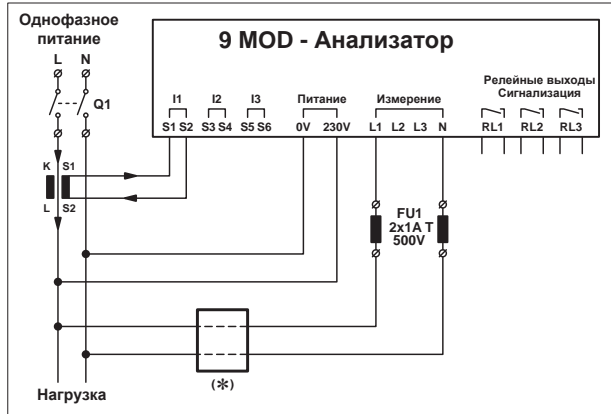 Однофазное
питание
L N
Q1
9 MOD - Анализатор
I1 I2 I3 Питание Измерение
Релейные выходы
Сигнализация
S1 S2 S3 S4 S5 S6 0V 230V L1 L2 L3 N RL1 RL2 RL3
K S1
L S2
FU1
2x1A T
500V
(*)
Нагрузка